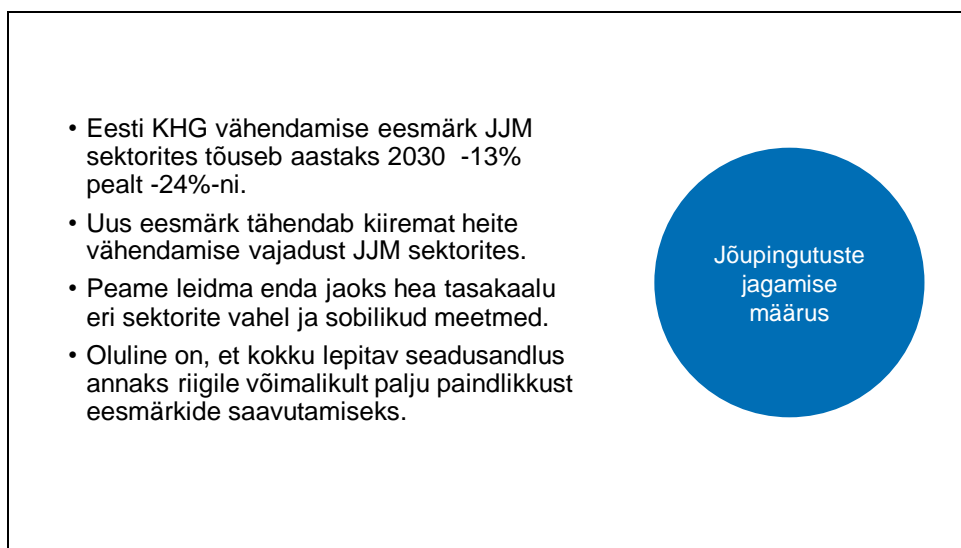 • Eesti KHG vähendamise eesmärk JJM
sektorites tõuseb aastaks 2030 -13%
pealt -24%-ni.
• Uus eesmärk tähendab kiiremat heite
vähendamise vajadust JJM sektorites.
• Peame leidma enda jaoks hea tasakaalu
eri sektorite vahel ja sobilikud meetmed.
• Oluline on, et kokku lepitav seadusandlus
annaks riigile võimalikult palju paindlikkust
eesmärkide saavutamiseks.
Jõupingutuste
jagamise
määrus